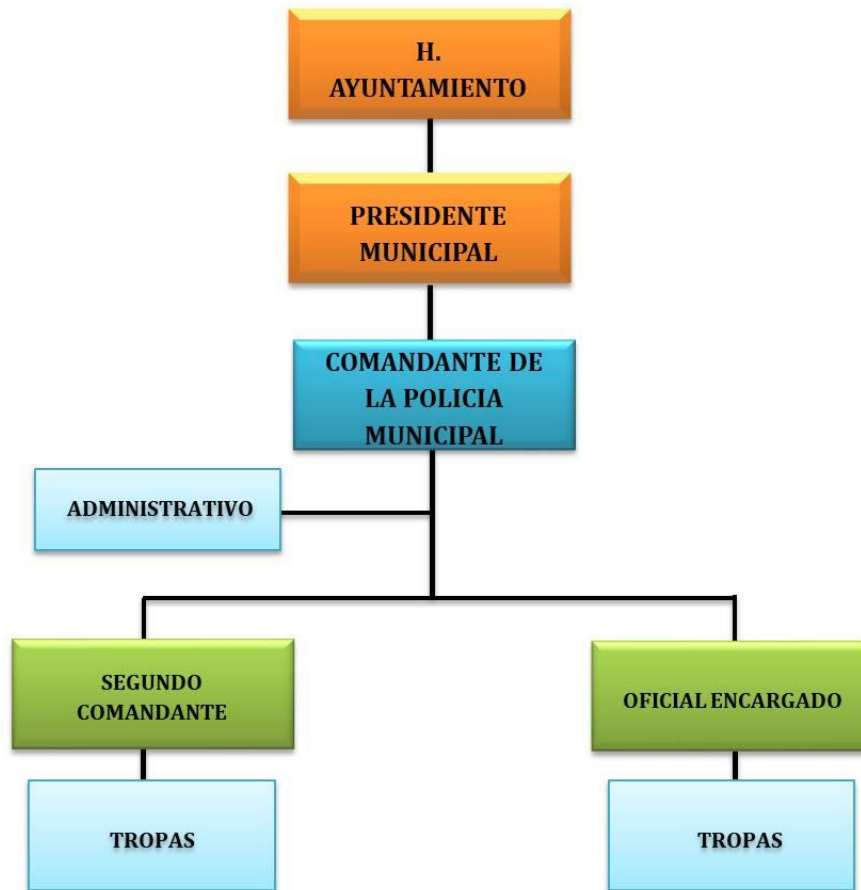 H.
AYUNTAMIENTO
PRESIDENTE
MUNICIPAL
COMANDANTE DE
LA POLICIA
MUNICIPAL
ADMINISTRATIVO
SEGUNDO
COMANDANTE
OFICIAL ENCARGADO
TROPAS
TROPAS